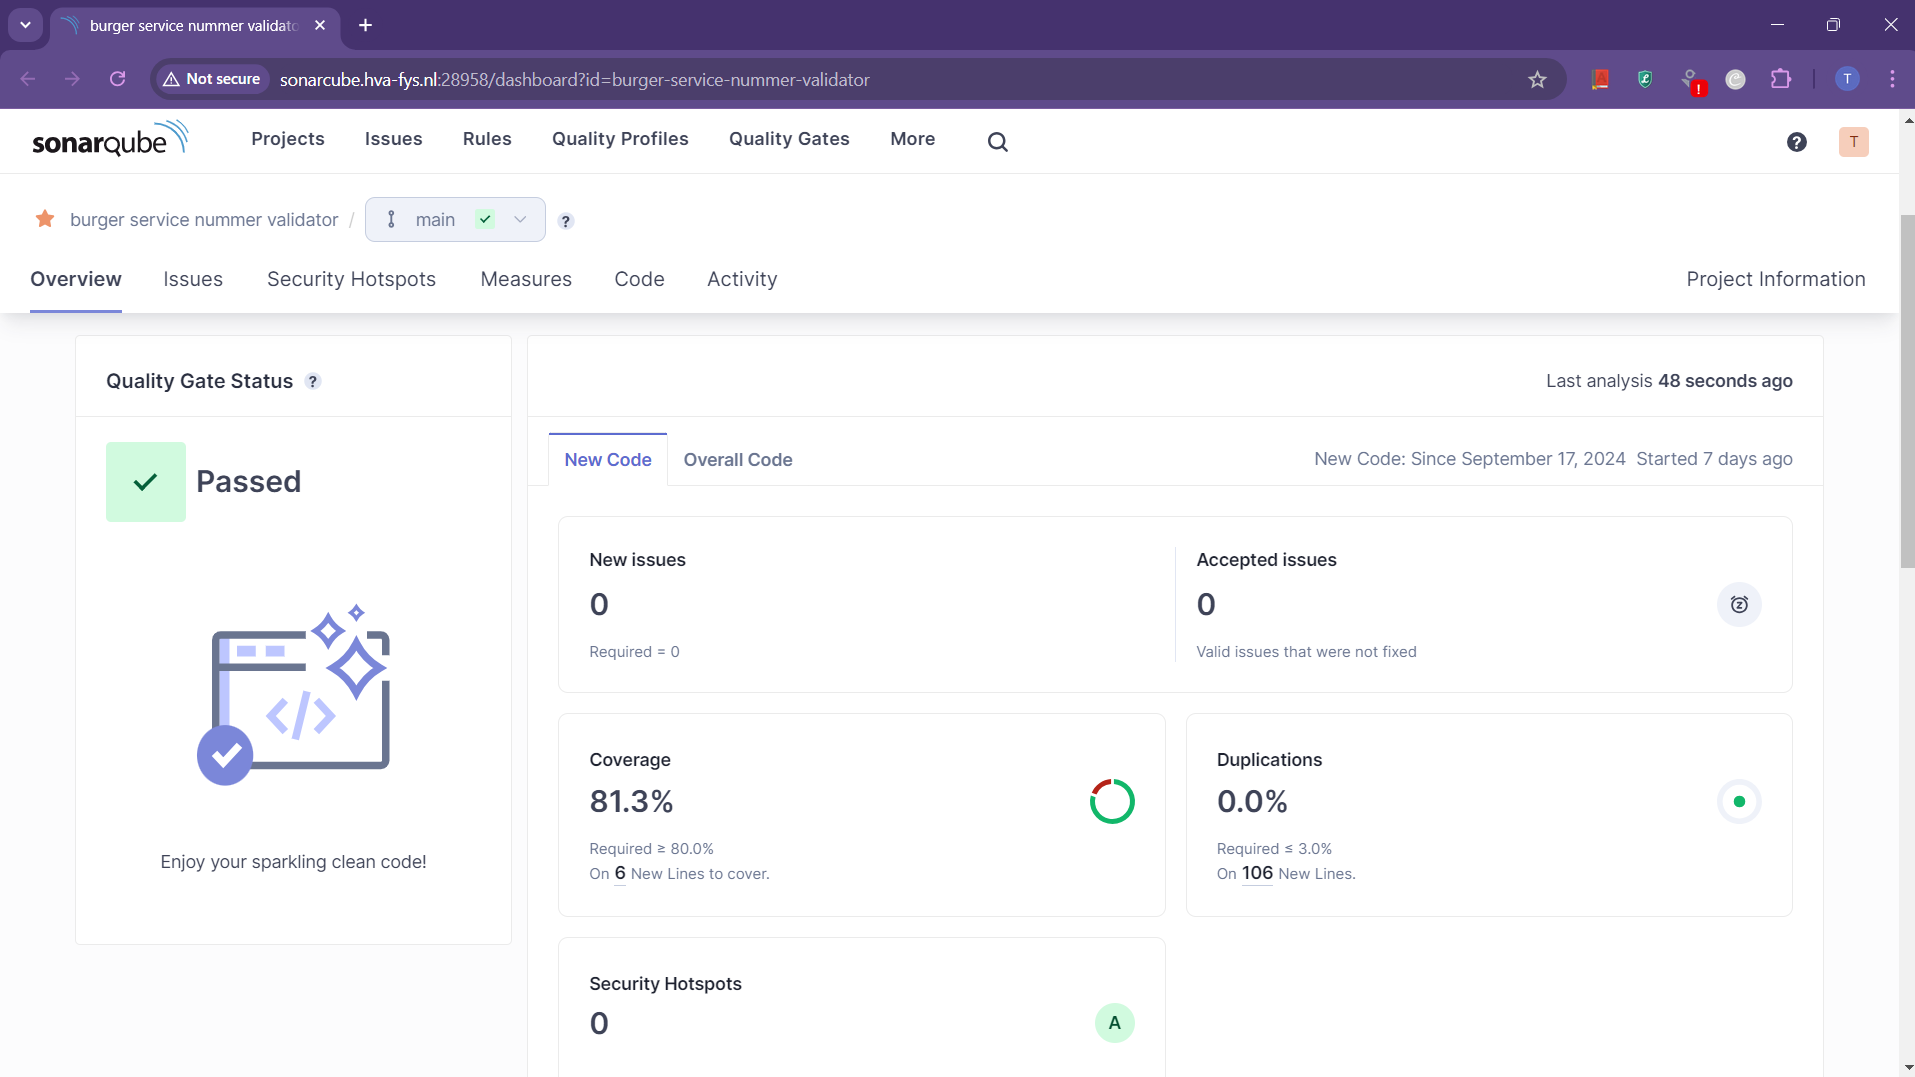 burger service nummer validato
Not secure
sonarcube.hva-fys.nl:28958/dashboard?id=burger-service-nummer-validator
T
sonarqube
Projects
Issues
Rules
Quality Profiles
Quality Gates
More
?
T
burger service nummer validator /
main
?
Overview
Issues
Security Hotspots
Measures
Code
Activity
Project Information
Quality Gate Status ?
Passed
Enjoy your sparkling clean code!
Last analysis 48 seconds ago
New Code
Overall Code
New Code: Since September 17, 2024 Started 7 days ago
New issues
0
Required = 0
Accepted issues
0
Valid issues that were not fixed
Coverage
81.3%
Required ≥ 80.0%
On 6 New Lines to cover.
Duplications
0.0%
Required ≤ 3.0%
On 106 New Lines.
Security Hotspots
0
A